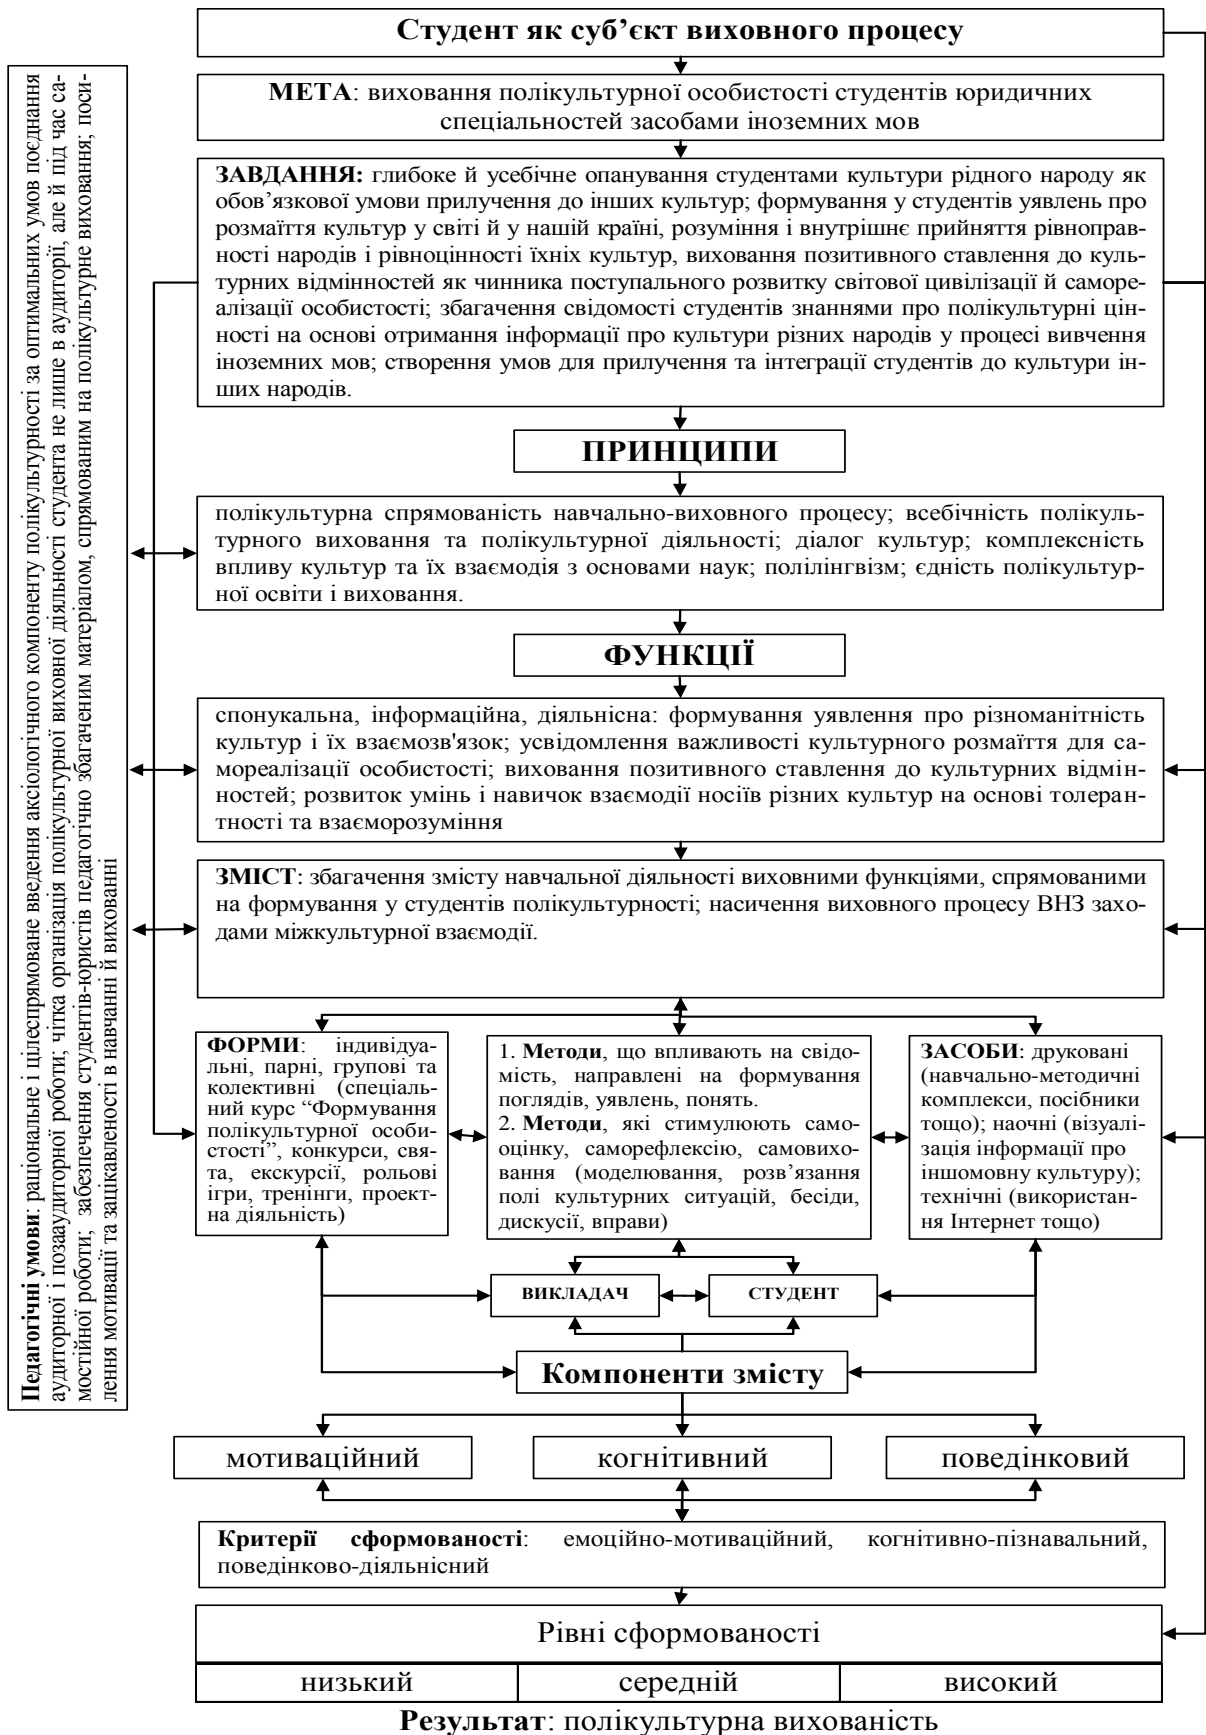 Студент як суб’єкт виховного процесу
МЕТА: виховання полікультурної особистості студентів юридичних
спеціальностей засобами іноземних мов
ЗАВДАННЯ: глибоке й усебічне опанування студентами культури рідного народу як
обов’язкової умови прилучення до інших культур; формування у студентів уявлень про
розмаїття культур у світі й у нашій країні, розуміння і внутрішнє прийняття рівноправ-
ності народів і рівноцінності їхніх культур, виховання позитивного ставлення до куль-
турних відмінностей як чинника поступального розвитку світової цивілізації й саморе-
алізації особистості; збагачення свідомості студентів знаннями про полікультурні цін-
ності на основі отримання інформації про культури різних народів у процесі вивчення
іноземних мов; створення умов для прилучення та інтеграції студентів до культури ін-
ших народів.
ПРИНЦИПИ
полікультурна спрямованість навчально-виховного процесу; всебічність полікуль-
турного виховання та полікультурної діяльності; діалог культур; комплексність
впливу культур та їх взаємодія з основами наук; полілінгвізм; єдність полікультур-
ної освіти і виховання.
ФУНКЦІЇ
спонукальна, інформаційна, діяльнісна: формування уявлення про різноманітність
культур і їх взаємозв'язок; усвідомлення важливості культурного розмаїття для са-
мореалізації особистості; виховання позитивного ставлення до культурних відмін-
ностей; розвиток умінь і навичок взаємодії носіїв різних культур на основі толеран-
тності та взаєморозуміння
ЗМІСТ: збагачення змісту навчальної діяльності виховними функціями, спрямованими
на формування у студентів полікультурності; насичення виховного процесу ВНЗ захо-
дами міжкультурної взаємодії.
ФОРМИ: індивідуа-
льні, парні, групові та
колективні (спеціаль-
ний курс “Формування
полікультурної особи-
стості”, конкурси, свя-
та, екскурсії, рольові
ігри, тренінги, проект-
на діяльність)
1. Методи, що впливають на свідо-
мість, направлені на формування
поглядів, уявлень, понять.
2. Методи, які стимулюють само-
оцінку, саморефлексію, самовихо-
вання (моделювання, розв’язання
полі культурних ситуацій, бесіди,
дискусії, вправи)
ЗАСОБИ: друковані
(навчально-методичні
комплекси, посібники
тощо); наочні (візуалі-
зація інформації про
іншомовну культуру);
технічні (використан-
ня Інтернет тощо)
ВИКЛАДАЧ
СТУДЕНТ
Компоненти змісту
мотиваційний
когнітивний
поведінковий
Критерії сформованості: емоційно-мотиваційний, когнітивно-пізнавальний,
поведінково-діяльнісний
Рівні сформованості
низький
середній
високий
Результат: полікультурна вихованість
Педагогічні умови: раціональне і цілеспрямоване введення аксіологічного компоненту полікультурності за оптимальних умов поєднання
аудиторної і позааудиторної роботи; чітка організація полікультурної виховної діяльності студента не лише в аудиторії, але й під час са-
мостійної роботи; забезпечення студентів-юристів педагогічно збагаченим матеріалом, спрямованим на полікультурне виховання; поси-
лення мотивації та зацікавленості в навчанні й вихованні